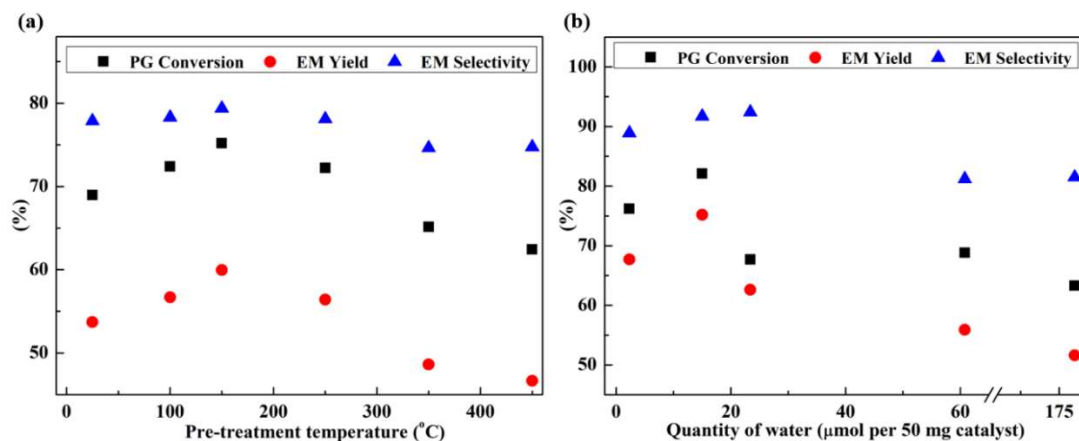 (a)
PG Conversion EM Yield EM Selectivity
80
70
60
50
(%)
0 100 200 300 400
Pre-treatment temperature (°C)
(b)
PG Conversion EM Yield EM Selectivity
100
90
80
70
60
50
(%)
0 20 40 60 175
Quantity of water (μmol per 50 mg catalyst)